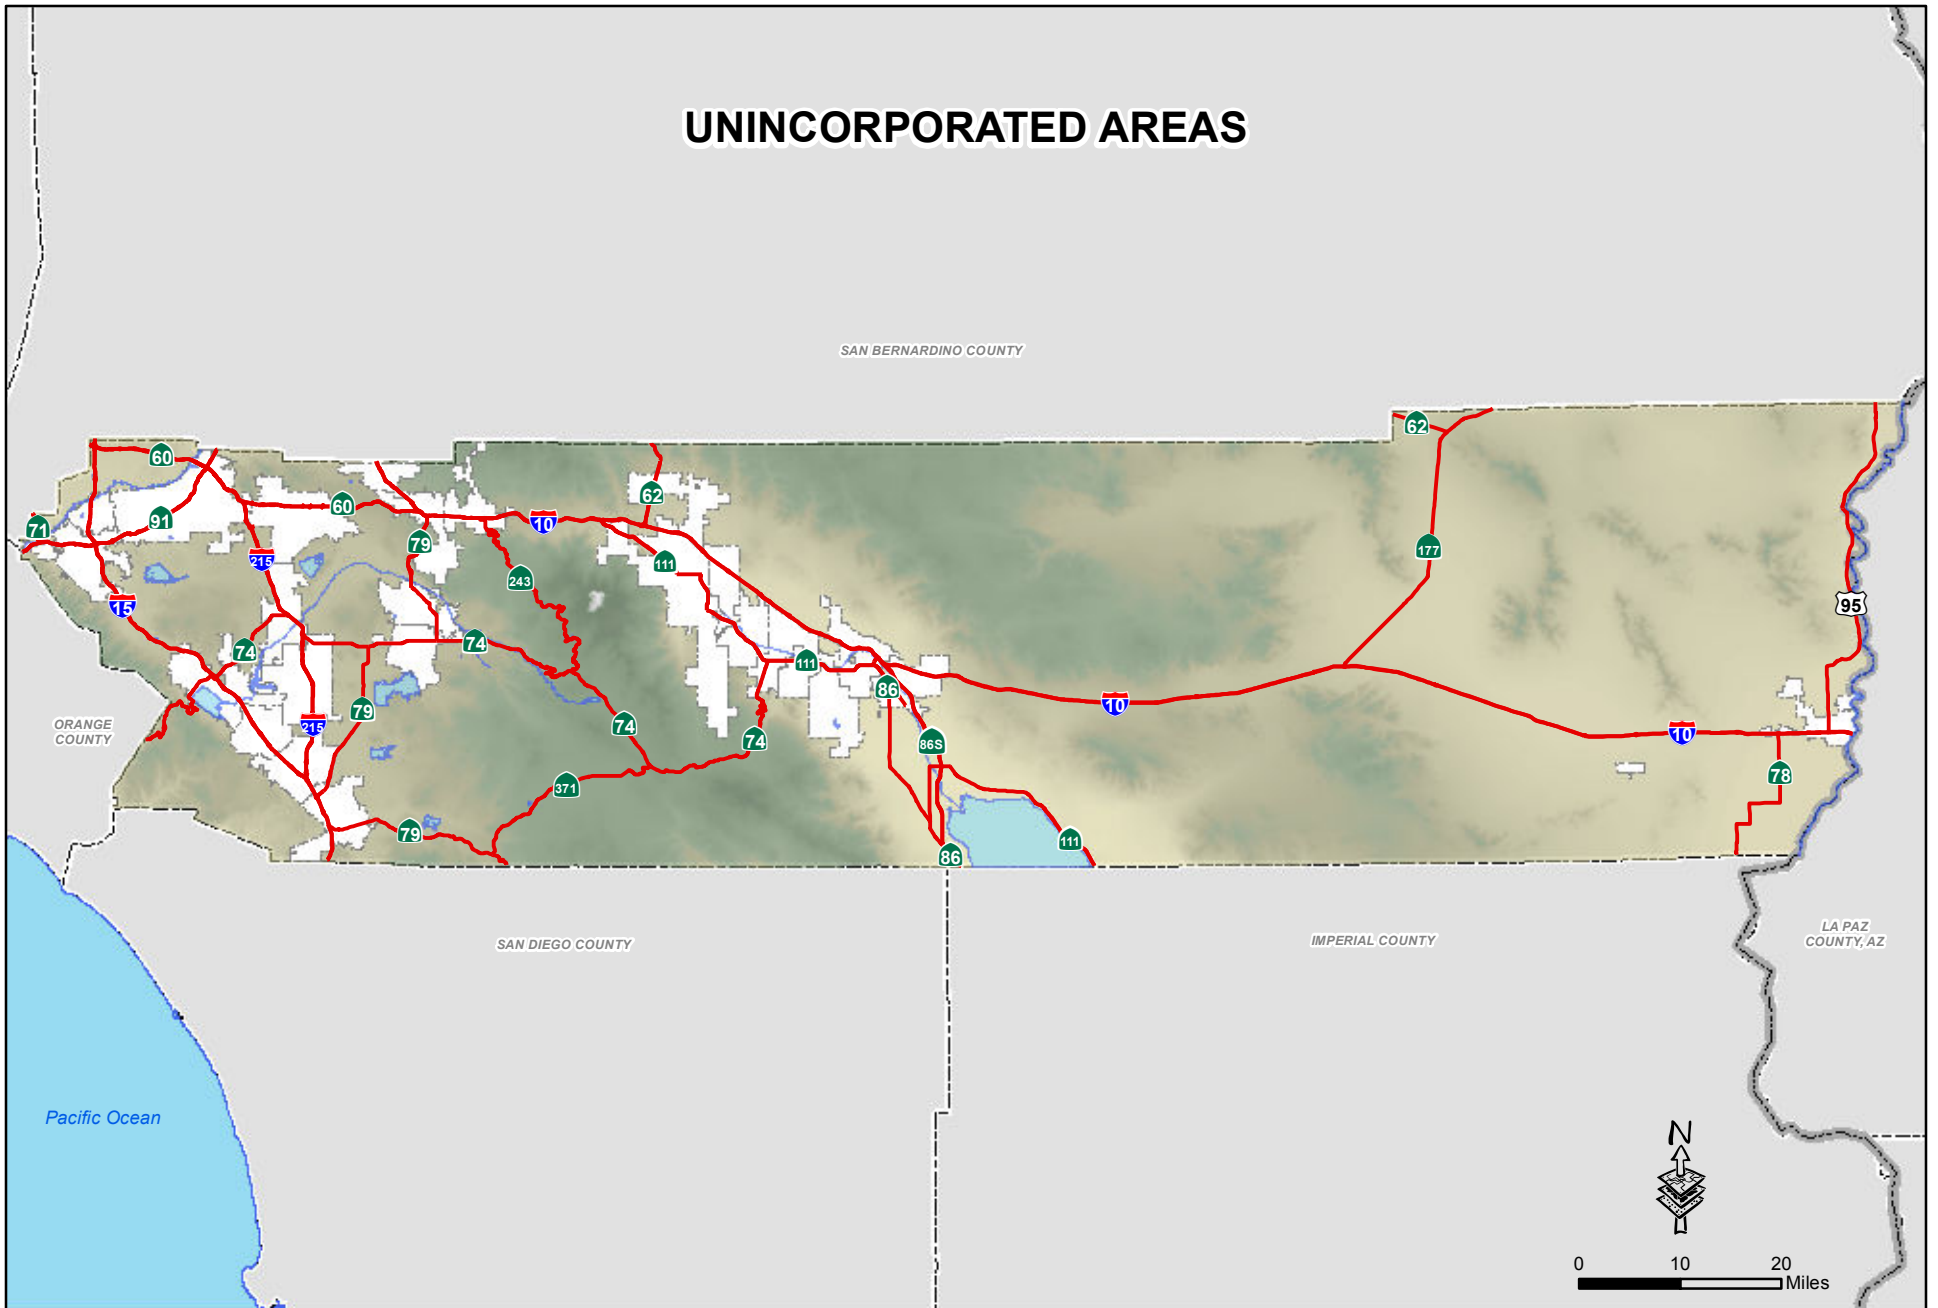 UNINCORPORATED AREAS
SAN BERNARDINO COUNTY
62
60
62
60
91
10
71
79
177
215
111
243
15
95
74
74
111
86
10
79
ORANGE
COUNTY
215
74
74
86S
10
371
78
79
111
86
SAN DIEGO COUNTY
IMPERIAL COUNTY
LA PAZ
COUNTY, AZ
Pacific Ocean
N
0 10 20
Miles